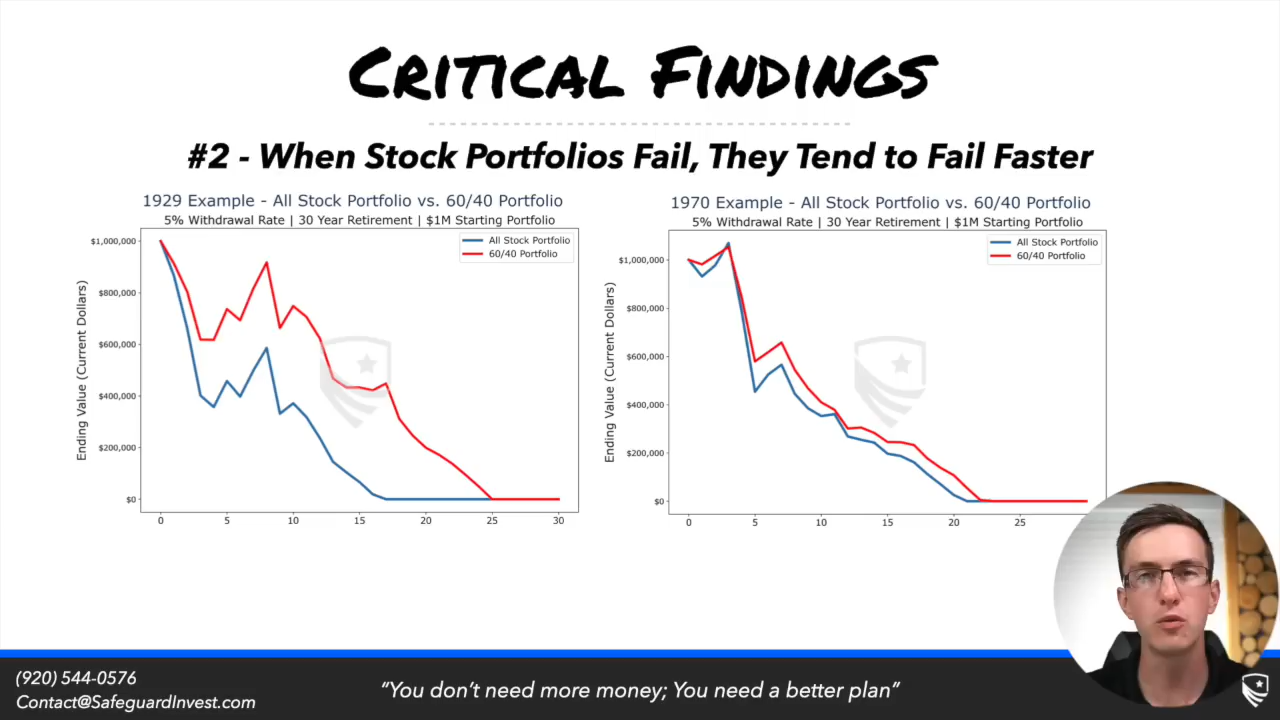 Critical Findings
#2 - When Stock Portfolios Fail, They Tend to Fail Faster
1929 Example - All Stock Portfolio vs. 60/40 Portfolio
5% Withdrawal Rate | 30 Year Retirement | $1M Starting Portfolio
All Stock Portfolio
60/40 Portfolio
Ending Value (Current Dollars)
$1,000,000
$800,000
$600,000
$400,000
$200,000
$0
0 5 10 15 20 25 30
1970 Example - All Stock Portfolio vs. 60/40 Portfolio
5% Withdrawal Rate | 30 Year Retirement | $1M Starting Portfolio
All Stock Portfolio
60/40 Portfolio
Ending Value (Current Dollars)
$1,000,000
$800,000
$600,000
$400,000
$200,000
$0
0 5 10 15 20 25
(920) 544-0576
Contact@SafeguardInvest.com
“You don’t need more money; You need a better plan”